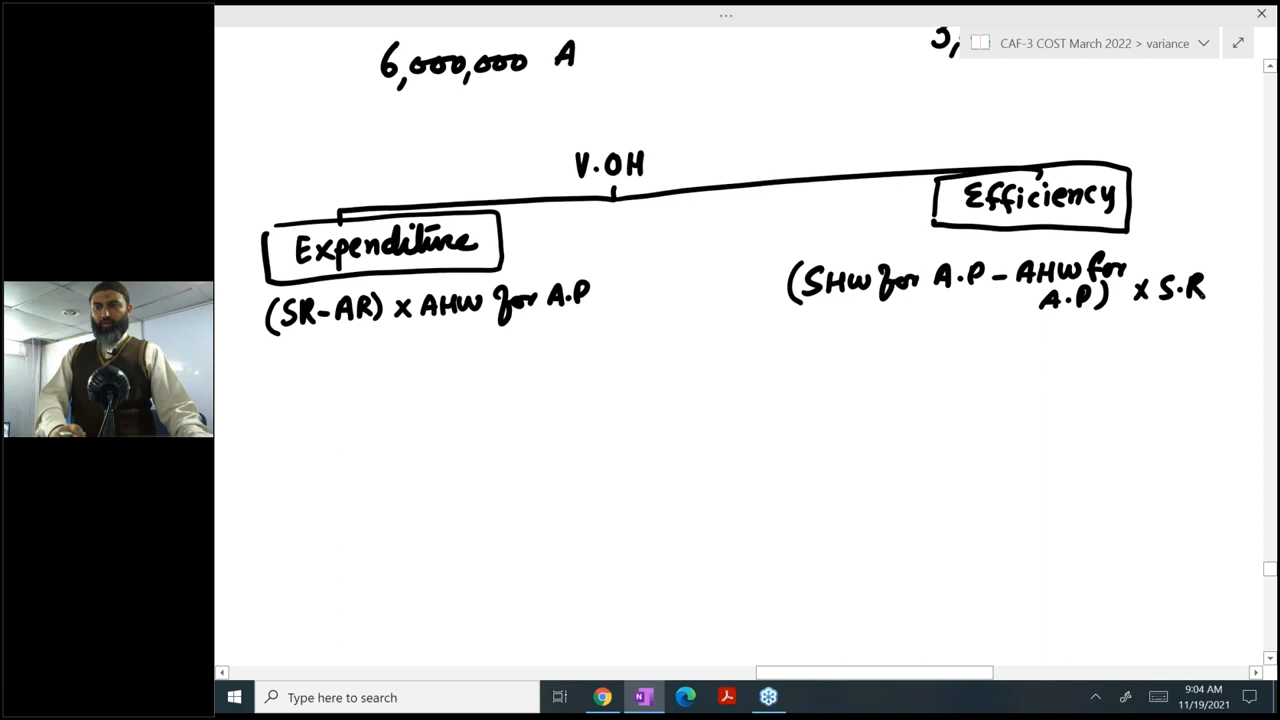 CAF-3 COST March 2022 > variance
6,000,000 A
V.OH
Expenditure
Efficiency
(SR-AR) x AHW for A.P
(SHW for A.P - AHW for
A.P) x S.R
Type here to search
9:04 AM
11/19/2021